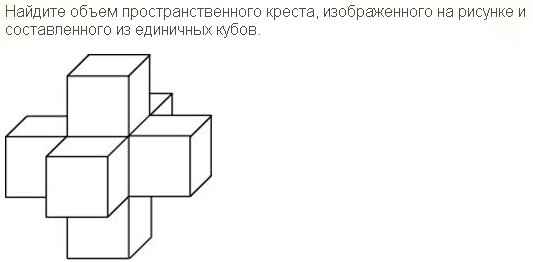 Найдите объем пространственного креста, изображенного на рисунке и
составленного из единичных кубов.